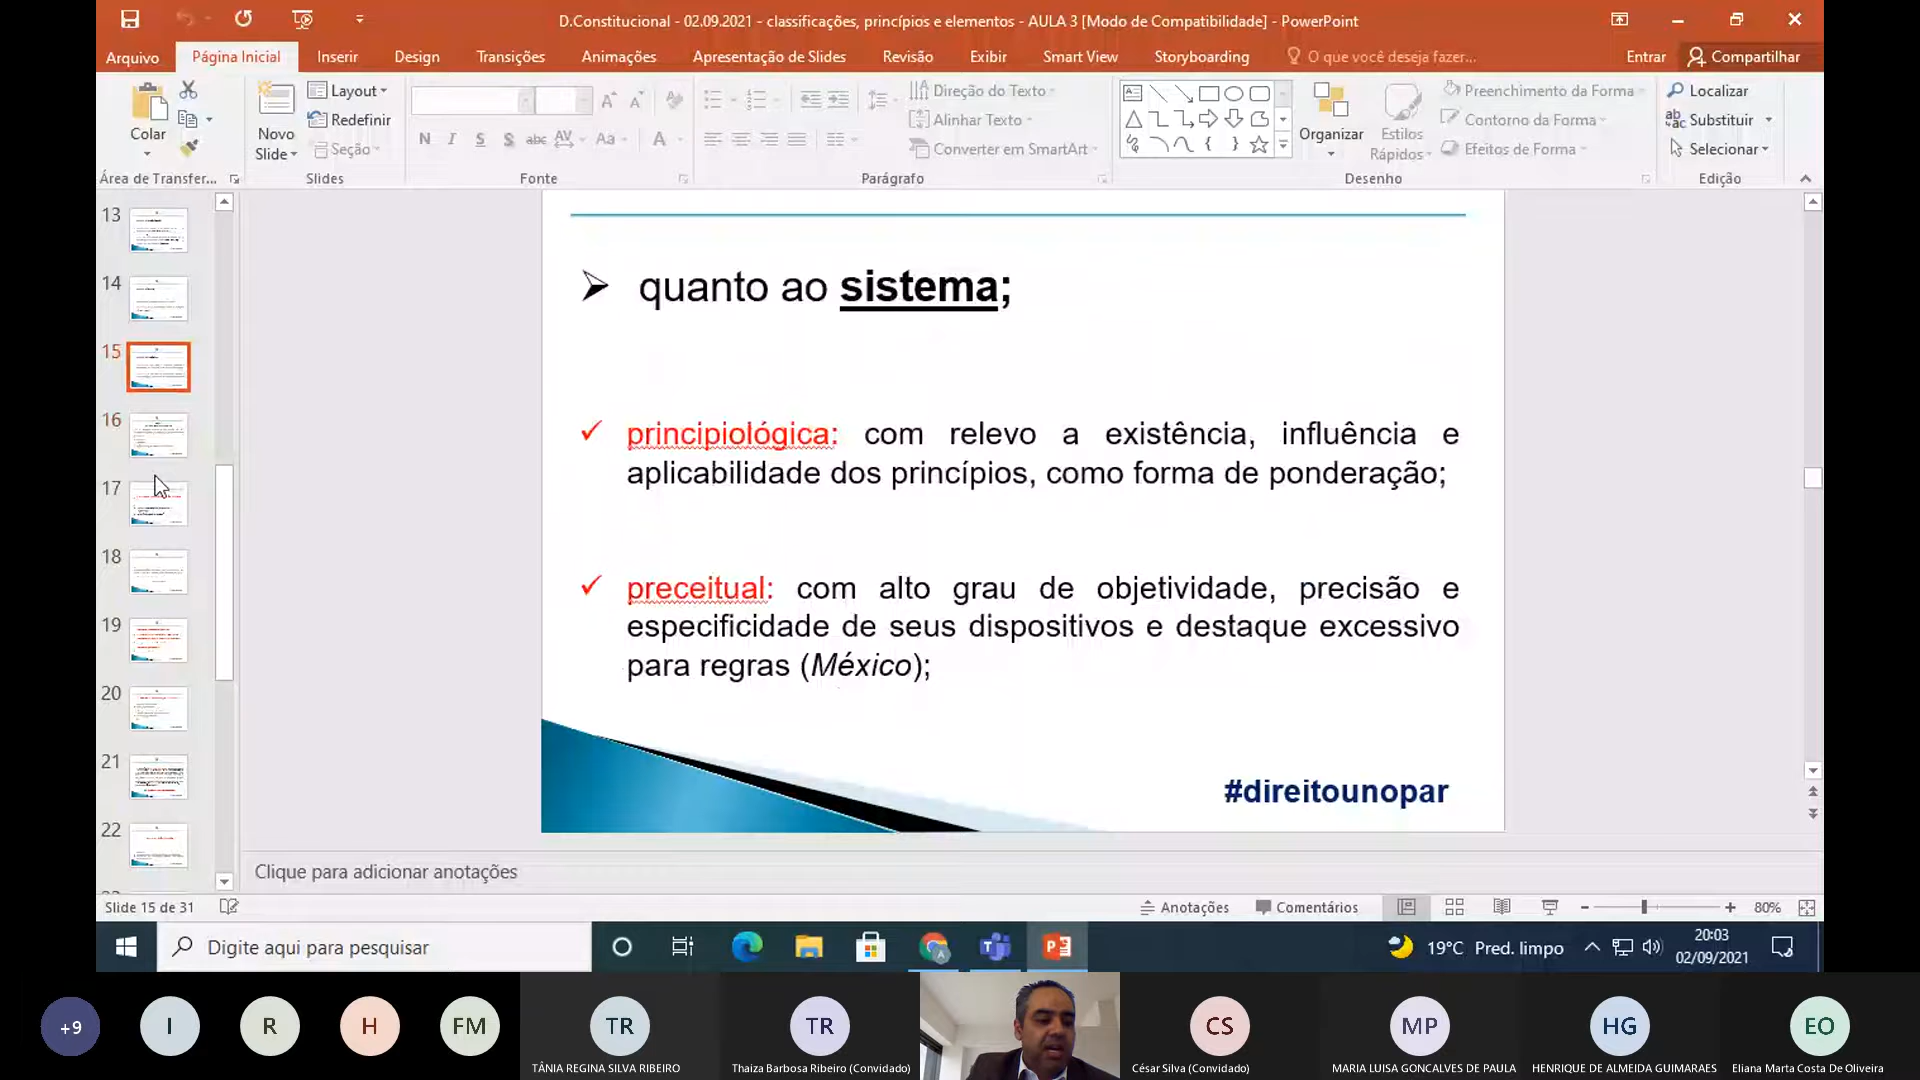 D.Constitucional - 02.09.2021 - classificações, princípios e elementos - AULA 3 [Modo de Compatibilidade] - PowerPoint
Arquivo Página Inicial Inserir Design Transições Animações Apresentação de Slides Revisão Exibir Smart View Storyboarding O que você deseja fazer... Entrar Compartilhar
Colar
Novo Slide
Layout
Redefinir
Seção
N I S S abc AV Aa A
Direção do Texto
Alinhar Texto
Converter em SmartArt
Organizar
Estilos Rápidos
Preenchimento da Forma
Contorno da Forma
Efeitos de Forma
Localizar
Substituir
Selecionar
Área de Transfer... Slides Fonte Parágrafo Desenho Edição
13
14
15
16
17
18
19
20
21
22
quanto ao sistema;
principiológica: com relevo a existência, influência e
aplicabilidade dos princípios, como forma de ponderação;
preceitual: com alto grau de objetividade, precisão e
especificidade de seus dispositivos e destaque excessivo
para regras (México);
#direitounopar
Clique para adicionar anotações
Slide 15 de 31 Anotações Comentários 80%
Digite aqui para pesquisar
19°C Pred. limpo
20:03
02/09/2021
+9 I R H FM TR TR CS MP HG EO
TÂNIA REGINA SILVA RIBEIRO Thaiza Barbosa Ribeiro (Convidado) César Silva (Convidado) MARIA LUISA GONCALVES DE PAULA HENRIQUE DE ALMEIDA GUIMARAES Eliana Marta Costa De Oliveira